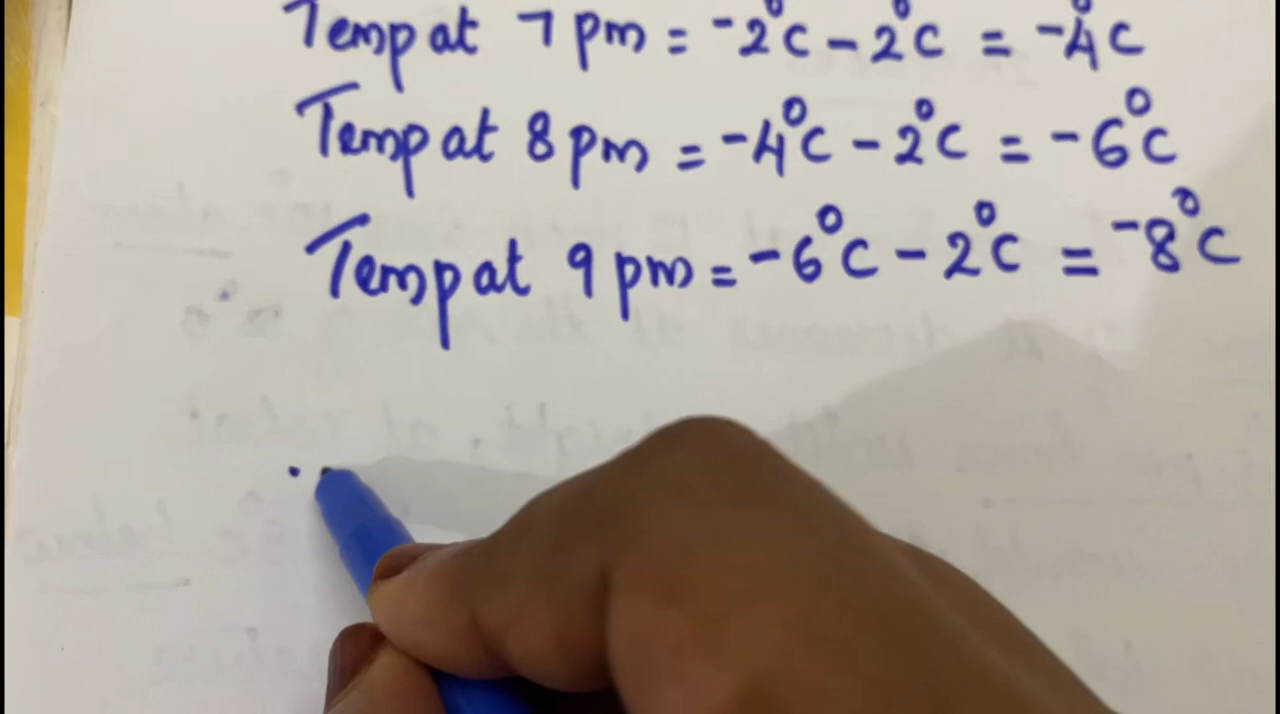 Temp at 7 pm = -2°C - 2°C = -4°C
Temp at 8 pm = -4°C - 2°C = -6°C
Temp at 9 pm = -6°C - 2°C = -8°C